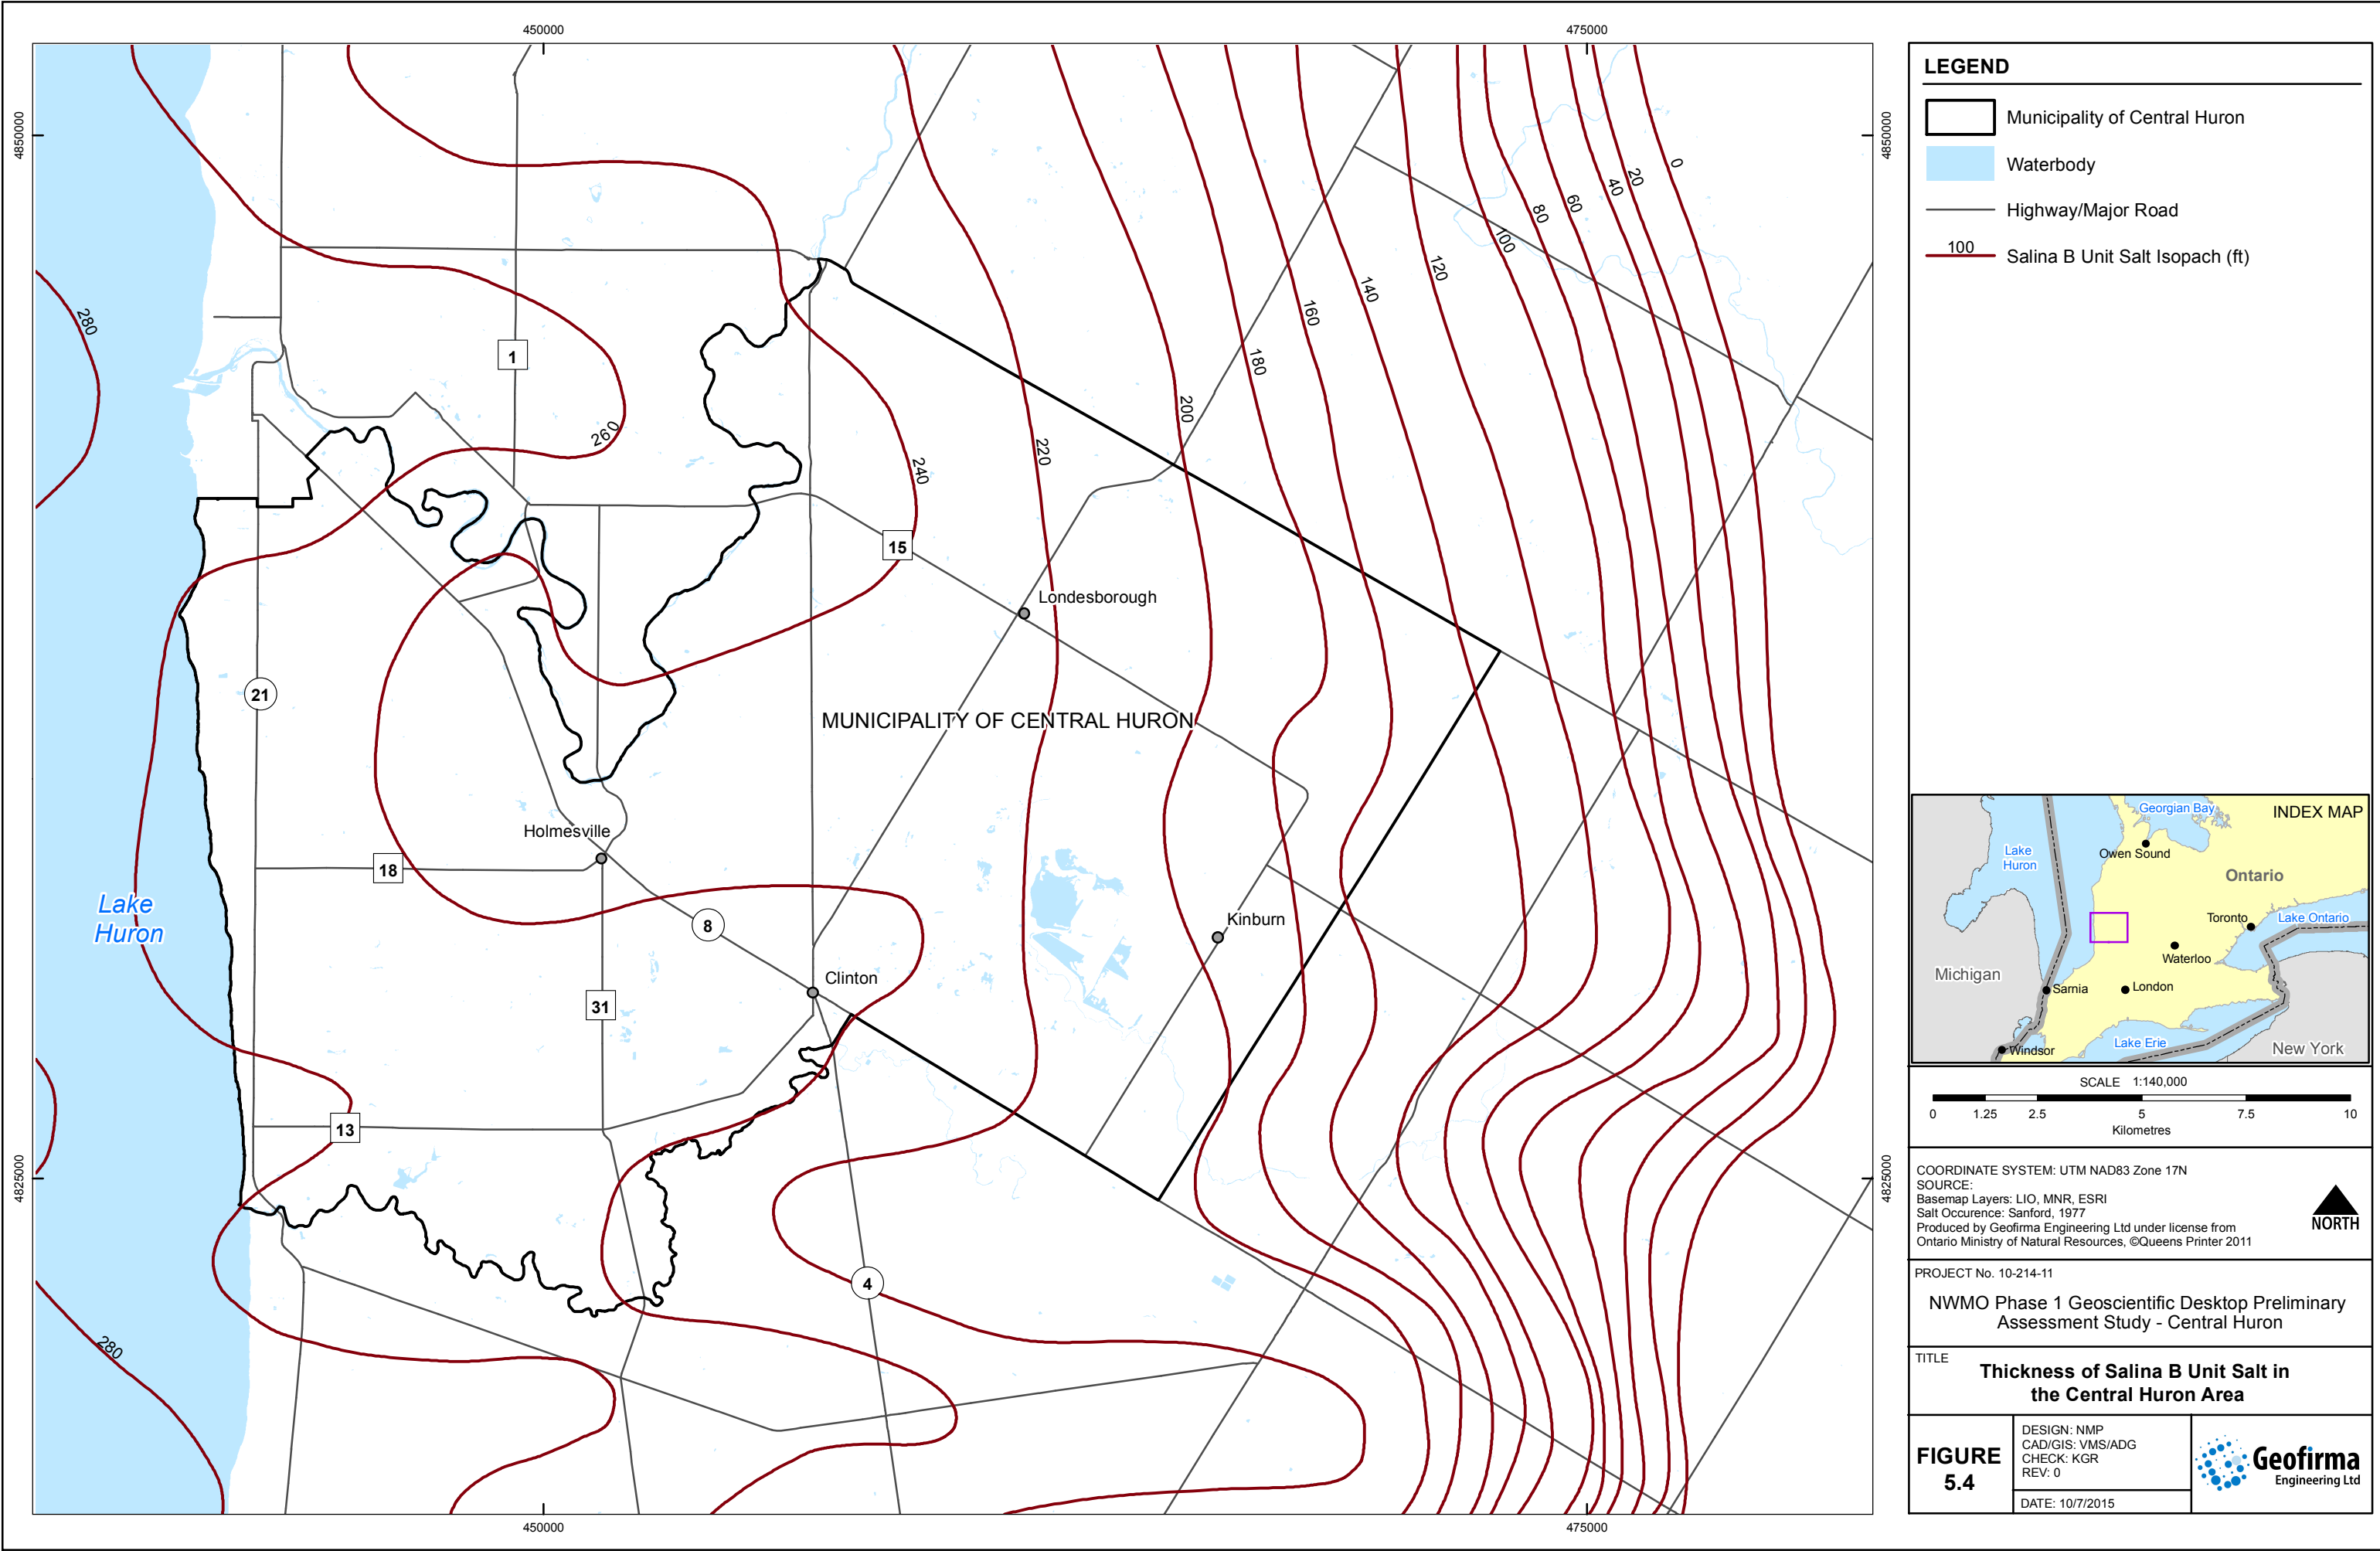 450000
475000
4850000
4850000
0
20
40
60
80
100
120
140
160
180
200
220
240
260
280
1
15
Londesborough
21
MUNICIPALITY OF CENTRAL HURON
Holmesville
18
Lake
Huron
8
Kinburn
Clinton
31
13
4825000
4825000
4
280
450000
475000
LEGEND
Municipality of Central Huron
Waterbody
Highway/Major Road
100
Salina B Unit Salt Isopach (ft)
INDEX MAP
Georgian Bay
Lake
Huron
Owen Sound
Ontario
Toronto
Lake Ontario
Waterloo
Michigan
Sarnia
London
Windsor
Lake Erie
New York
SCALE 1:140,000
0 1.25 2.5 5 7.5 10
Kilometres
COORDINATE SYSTEM: UTM NAD83 Zone 17N
SOURCE:
Basemap Layers: LIO, MNR, ESRI
Salt Occurence: Sanford, 1977
Produced by Geofirma Engineering Ltd under license from
Ontario Ministry of Natural Resources, ©Queens Printer 2011
NORTH
PROJECT No. 10-214-11
NWMO Phase 1 Geoscientific Desktop Preliminary
Assessment Study - Central Huron
TITLE
Thickness of Salina B Unit Salt in
the Central Huron Area
FIGURE
5.4
DESIGN: NMP
CAD/GIS: VMS/ADG
CHECK: KGR
REV: 0
DATE: 10/7/2015
Geofirma
Engineering Ltd